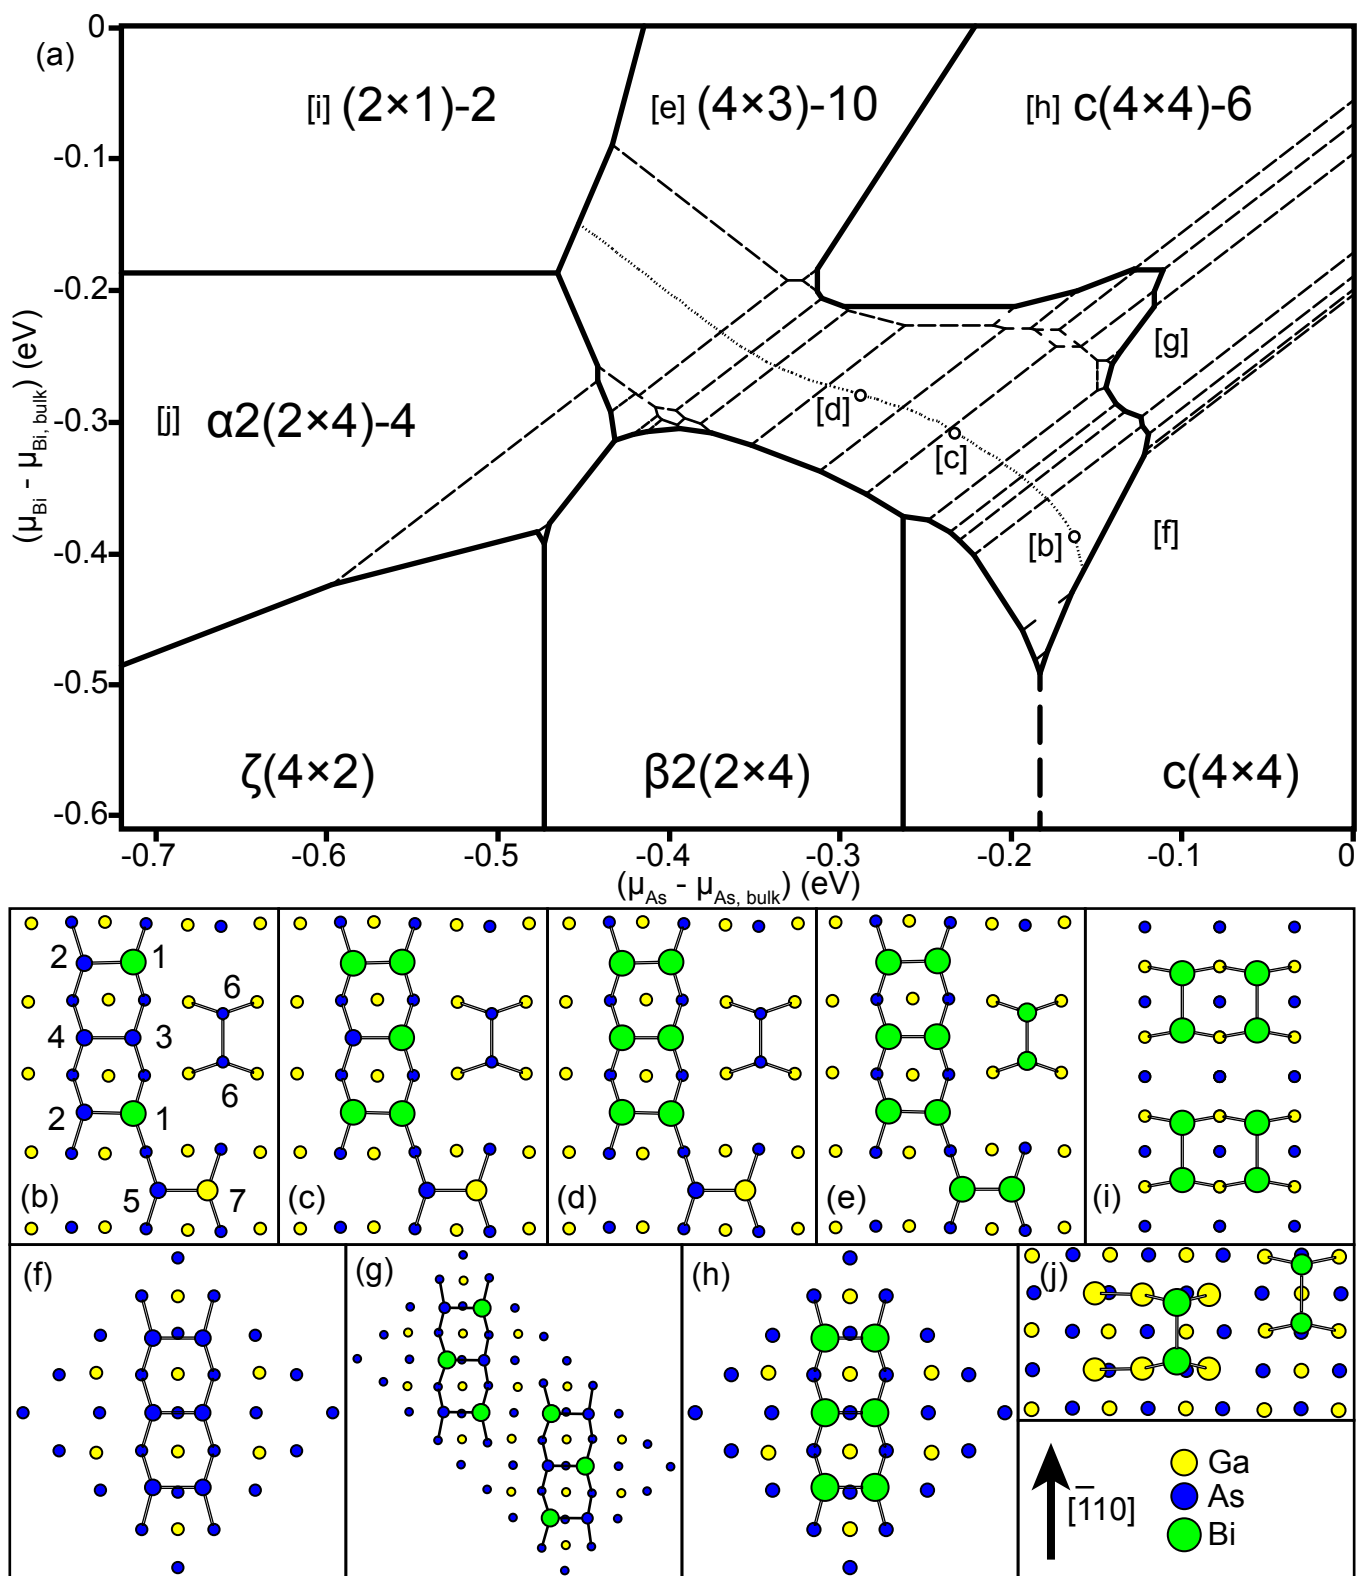 (a)
0
-0.1
-0.2
-0.3
-0.4
-0.5
-0.6
(μBi - μBi, bulk) (eV)
[i] (2×1)-2
[e] (4×3)-10
[h] c(4×4)-6
[g]
[d]
[j] α2(2×4)-4
[c]
[b]
[f]
ζ(4×2)
β2(2×4)
c(4×4)
-0.7 -0.6 -0.5 -0.4 -0.3 -0.2 -0.1 0
(μAs - μAs, bulk) (eV)
2 1
6
4 3
6
2 1
5 7
(b)
(c)
(d)
(e)
(i)
(f)
(g)
(h)
(j)
[1̅10]
Ga
As
Bi